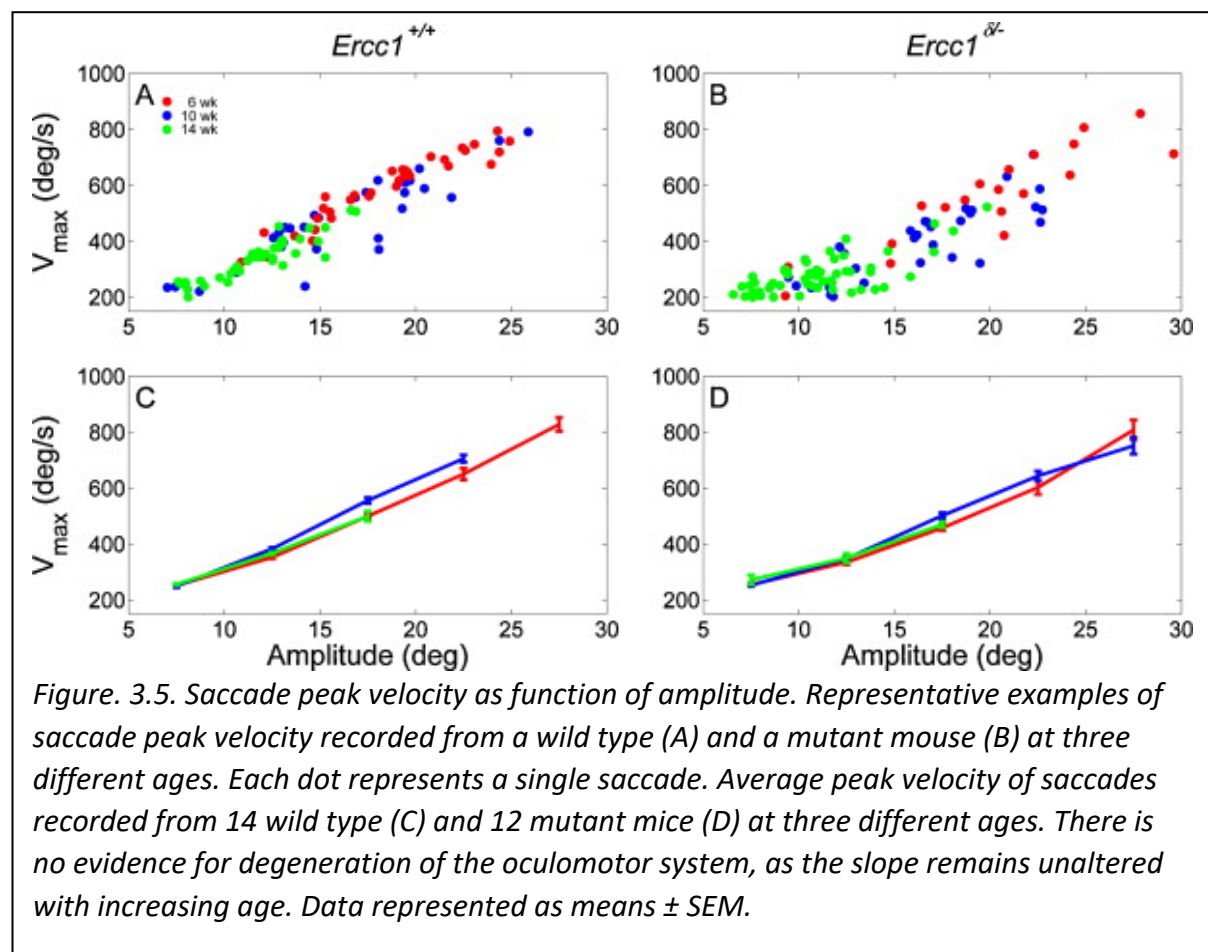 Ercc1 +/+
Ercc1 δ/-
A
6 wk
10 wk
14 wk
B
Vmax (deg/s)
1000
800
600
400
200
5 10 15 20 25 30
1000
800
600
400
200
5 10 15 20 25 30
C
D
Vmax (deg/s)
1000
800
600
400
200
5 10 15 20 25 30
Amplitude (deg)
1000
800
600
400
200
5 10 15 20 25 30
Amplitude (deg)
Figure. 3.5. Saccade peak velocity as function of amplitude. Representative examples of
saccade peak velocity recorded from a wild type (A) and a mutant mouse (B) at three
different ages. Each dot represents a single saccade. Average peak velocity of saccades
recorded from 14 wild type (C) and 12 mutant mice (D) at three different ages. There is
no evidence for degeneration of the oculomotor system, as the slope remains unaltered
with increasing age. Data represented as means ± SEM.